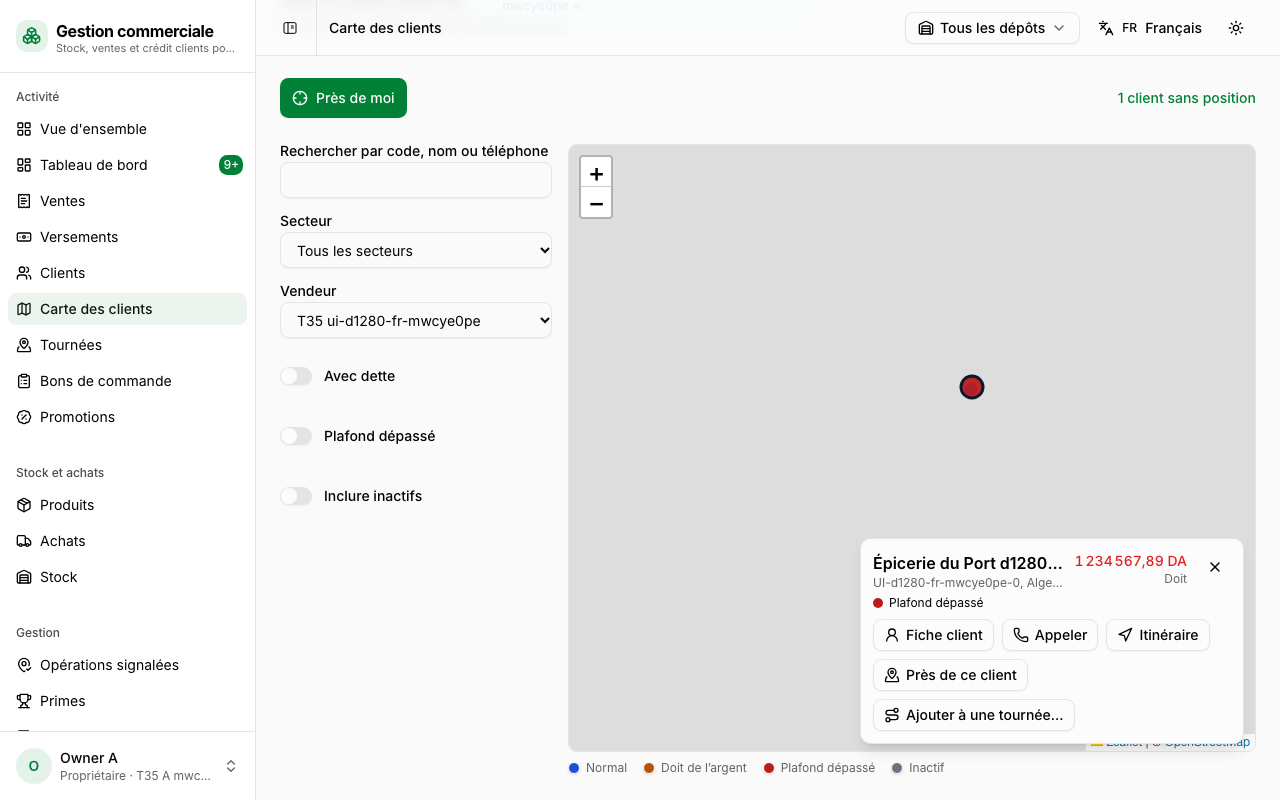 Gestion commerciale
Stock, ventes et crédit clients po...
Activité
Vue d'ensemble
Tableau de bord
9+
Ventes
Versements
Clients
Carte des clients
Tournées
Bons de commande
Promotions
Stock et achats
Produits
Achats
Stock
Gestion
Opérations signalées
Primes
O
Owner A
Propriétaire · T35 A mwc...
Carte des clients
Tous les dépôts
FR Français
Près de moi
1 client sans position
Rechercher par code, nom ou téléphone
Secteur
Tous les secteurs
Vendeur
T35 ui-d1280-fr-mwcye0pe
Avec dette
Plafond dépassé
Inclure inactifs
+
−
Épicerie du Port d1280...
1 234 567,89 DA
UI-d1280-fr-mwcye0pe-0, Alge...
Doit
Plafond dépassé
Fiche client
Appeler
Itinéraire
Près de ce client
Ajouter à une tournée...
Leaflet | © OpenStreetMap
Normal
Doit de l'argent
Plafond dépassé
Inactif